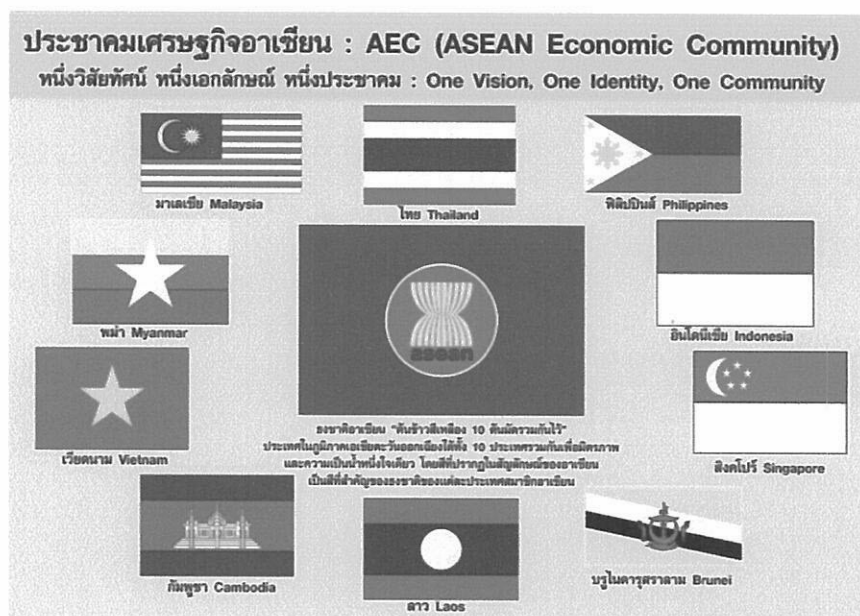 ประชาคมเศรษฐกิจอาเซียน : AEC (ASEAN Economic Community)
หนึ่งวิสัยทัศน์ หนึ่งเอกลักษณ์ หนึ่งประชาคม : One Vision, One Identity, One Community
มาเลเซีย Malaysia
ไทย Thailand
ฟิลิปปินส์ Philippines
พม่า Myanmar
asean
อินโดนีเซีย Indonesia
เวียดนาม Vietnam
สิงคโปร์ Singapore
ธงชาติอาเซียน "ต้นข้าวสีเหลือง 10 ต้นมัดรวมกันไว้"
ประเทศในภูมิภาคเอเชียตะวันออกเฉียงใต้ทั้ง 10 ประเทศรวมกันเพื่อมิตรภาพ
และความเป็นน้ำหนึ่งใจเดียว โดยสีที่ปรากฏในสัญลักษณ์ของอาเซียน
เป็นสีที่สำคัญของธงชาติของแต่ละประเทศสมาชิกอาเซียน
กัมพูชา Cambodia
ลาว Laos
บรูไนดารุสราลาม Brunei